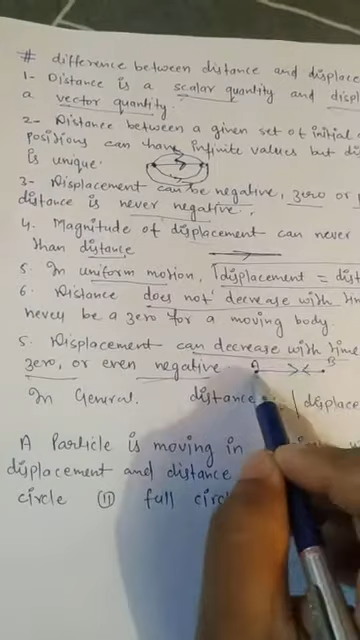 # difference between distance and displace
1- Distance is a scalar quantity and displ
a vector quantity.
2- Distance between a given set of initial
positions can have infinite values but di
is unique.
3- Displacement can be negative, zero or
distance is never negative.
4. Magnitude of displacement can never
than distance
5. In uniform motion, |displacement = dist
6. Distance does not decrease with tim
never be a zero for a moving body.
5. Displacement can decrease with time
zero, or even negative A > < B
In General. distance | displace
A Particle is moving in
displacement and distance
circle (ii) full circ